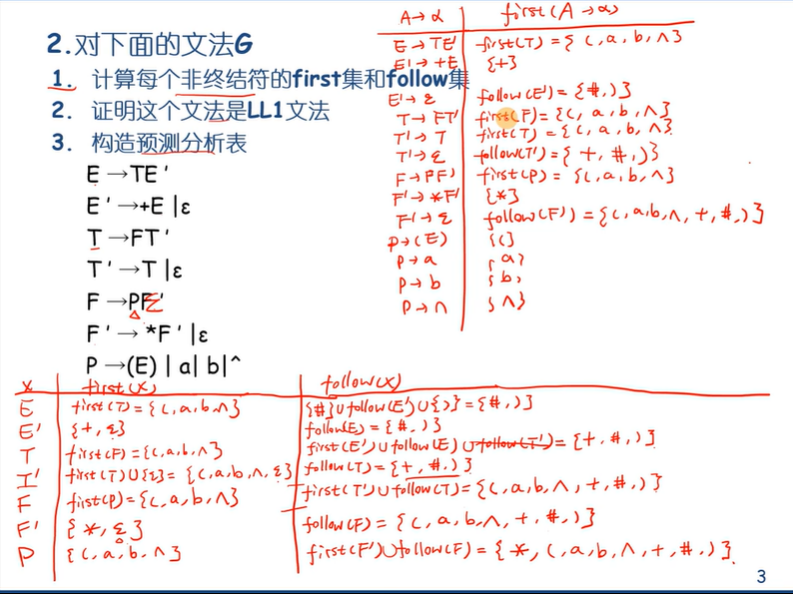 2.对下面的文法G
1. 计算每个非终结符的first集和follow集
2. 证明这个文法是LL1文法
3. 构造预测分析表
E →TE'
E'→+E|ε
T →FT'
T'→T|ε
F →PF'
F'→ *F'|ε
P →(E)|a|b|^
A→α first(A→α)
E→TE' first(T)={(,a,b,∧}
E'→+E {+}
E'→ε follow(E')={#,)}
T→FT' first(F)={(,a,b,∧}
T'→T first(T)={(,a,b,∧}
T'→ε follow(T')={+,#,)}
F→PF' first(P)={(,a,b,∧}
F'→*F' {*}
F'→ε follow(F')={(,a,b,∧,+,#,)}
P→(E) {(}
P→a {a}
P→b {b}
P→∧ {∧}
X first(X) follow(X)
E first(T)={(,a,b,∧} {#}∪follow(E')∪{)}={#,)}
E' {+,ε} follow(E)={#,)}
T first(F)={(,a,b,∧} first(E')∪follow(E)∪follow(T')={+,#,)}
T' first(T)∪{ε}={(,a,b,∧,ε} follow(T)={+,#,)}
F first(P)={(,a,b,∧} first(T')∪follow(T)={(,a,b,∧,+,#,)}
F' {*,ε} follow(F)={(,a,b,∧,+,#,)}
P {(,a,b,∧} first(F')∪follow(F)={*,(,a,b,∧,+,#,)}
3